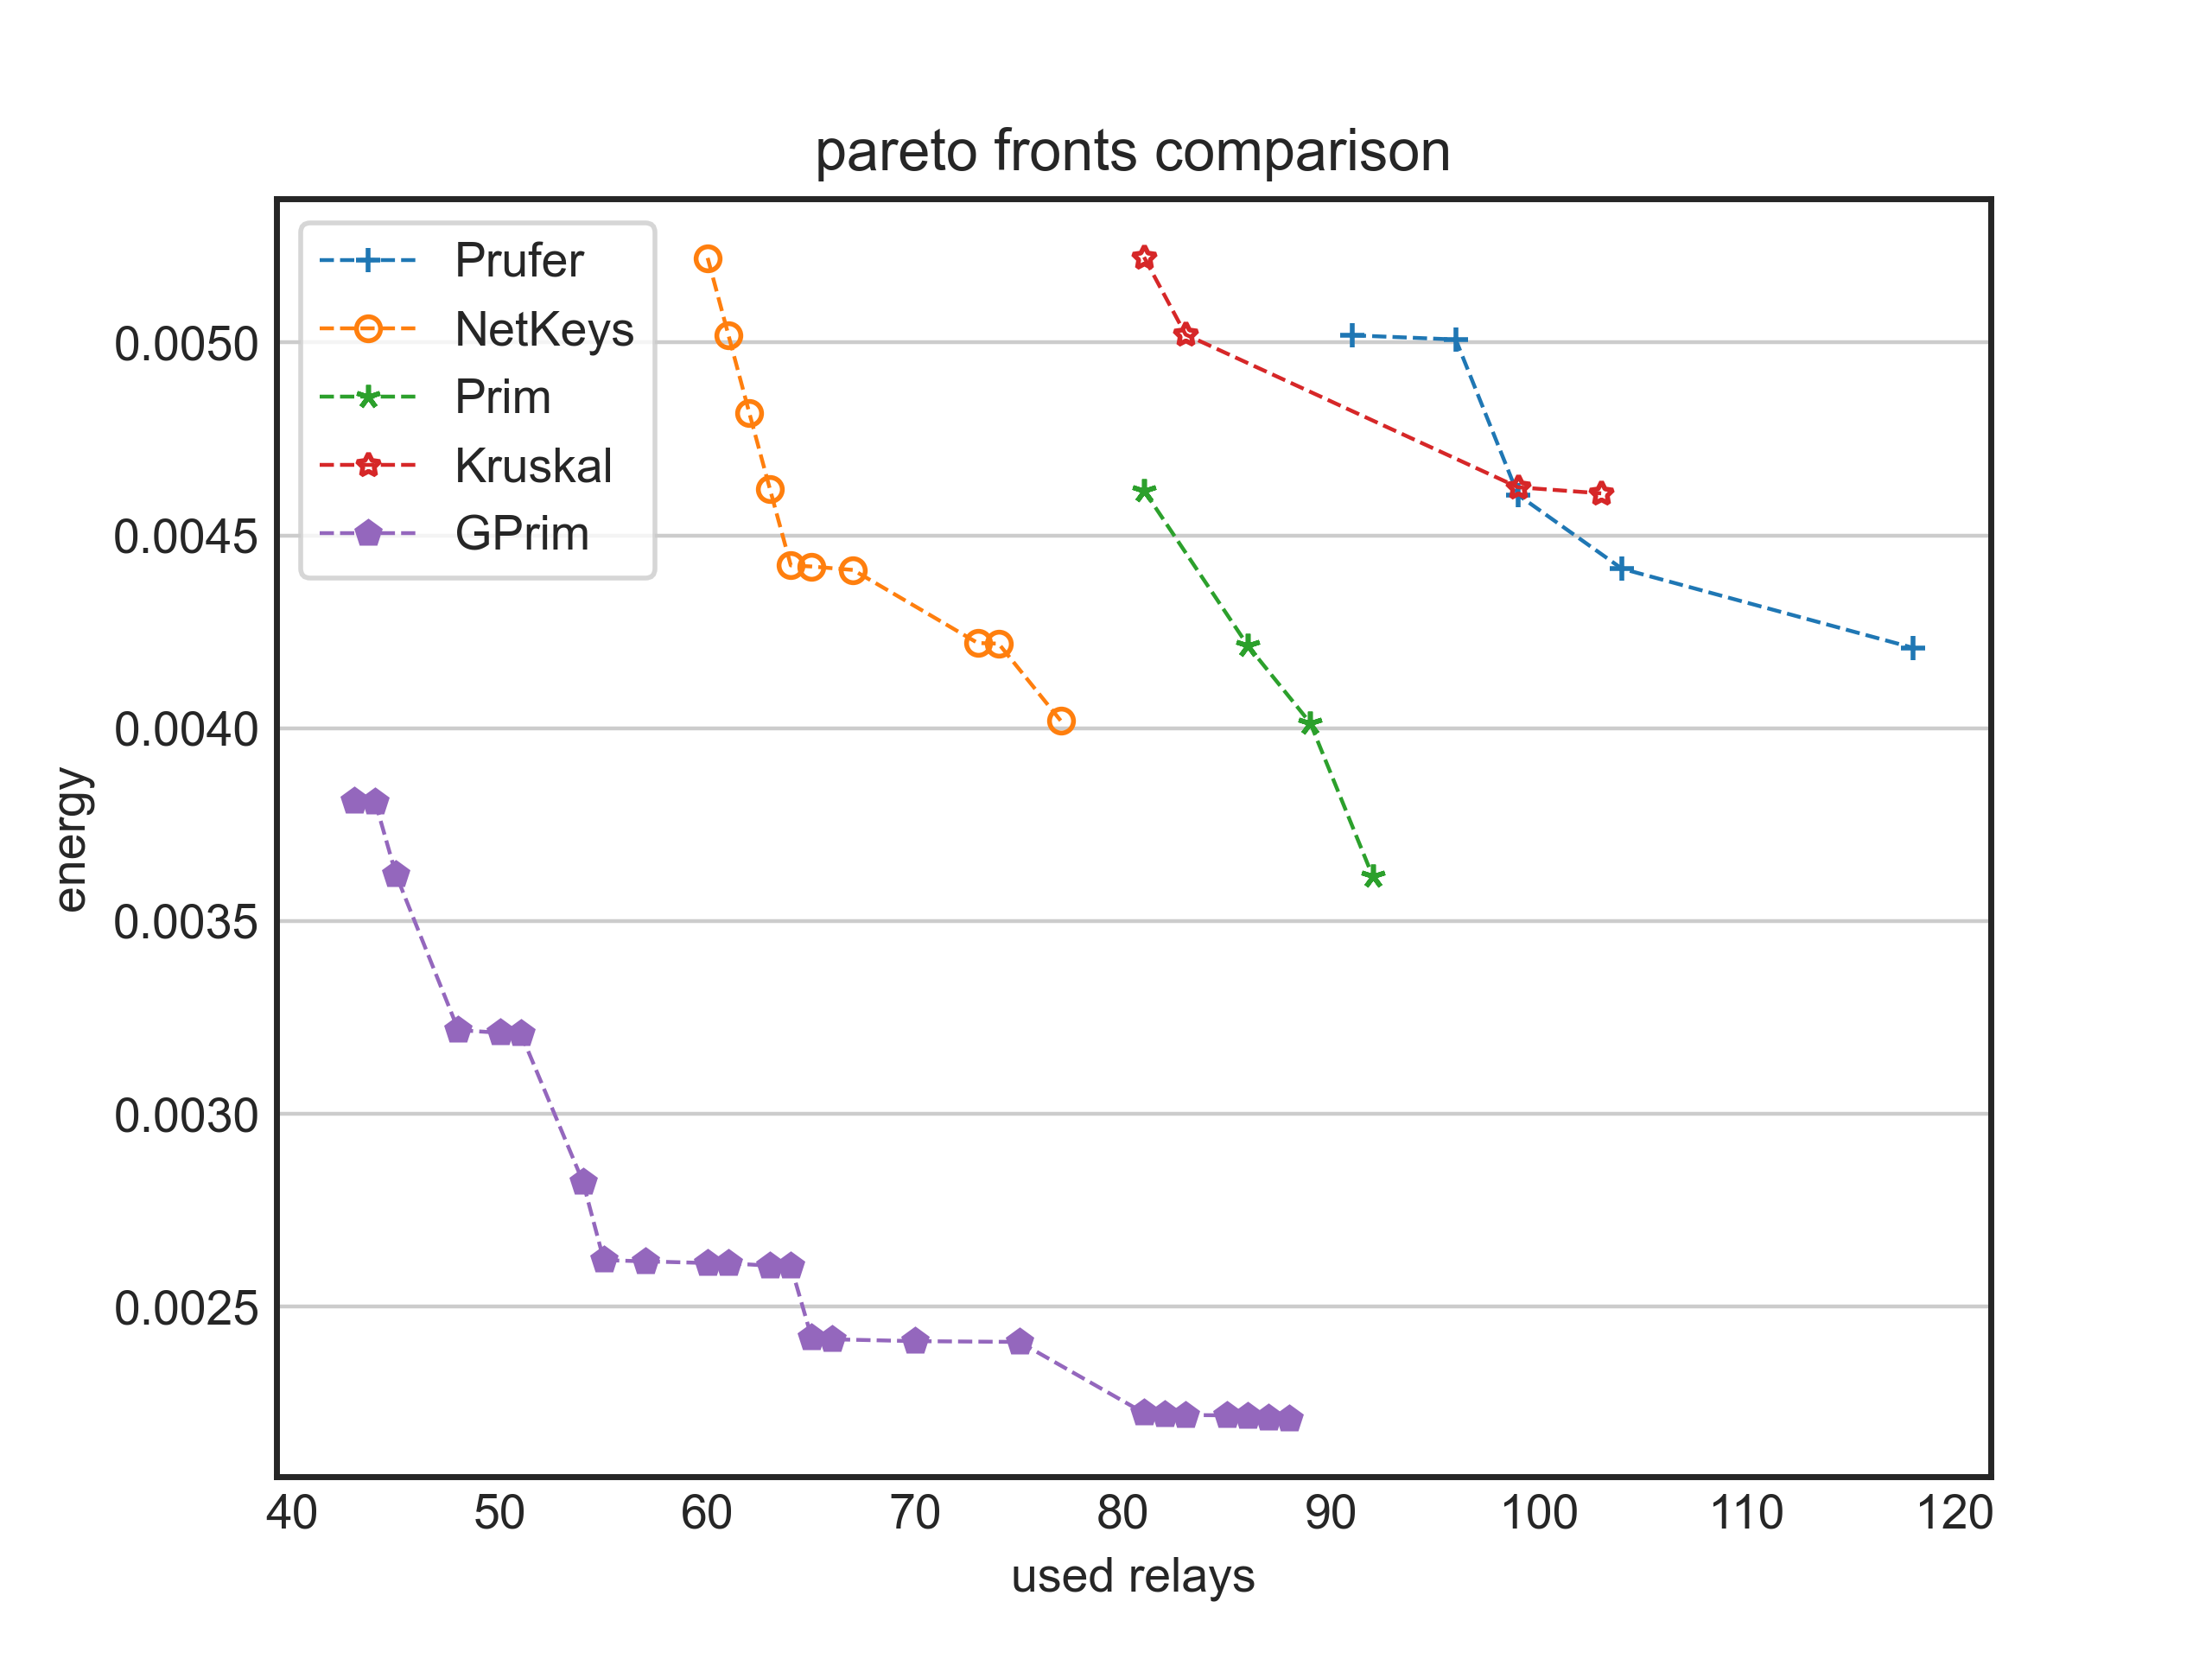 pareto fronts comparison
Prufer
NetKeys
Prim
Kruskal
GPrim
0.0050
0.0045
0.0040
0.0035
0.0030
0.0025
energy
40 50 60 70 80 90 100 110 120
used relays